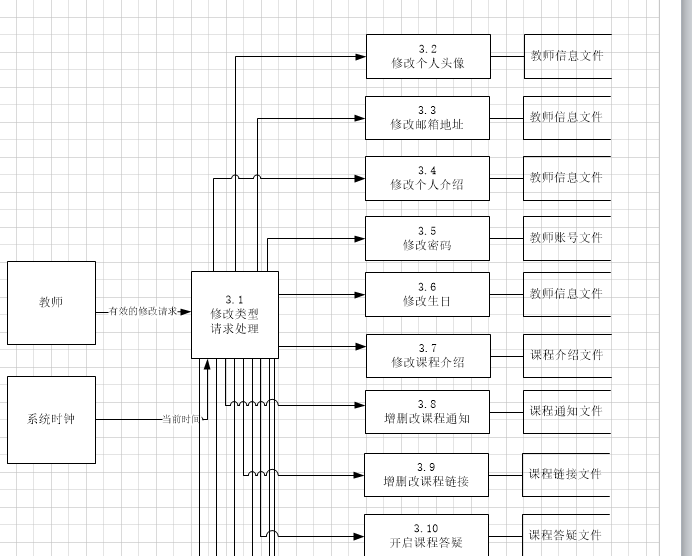 3.2
修改个人头像
教师信息文件
3.3
修改邮箱地址
教师信息文件
3.4
修改个人介绍
教师信息文件
3.5
修改密码
教师账号文件
教师
有效的修改请求
3.1
修改类型
请求处理
3.6
修改生日
教师信息文件
3.7
修改课程介绍
课程介绍文件
系统时钟
当前时间
3.8
增删改课程通知
课程通知文件
3.9
增删改课程链接
课程链接文件
3.10
开启课程答疑
课程答疑文件